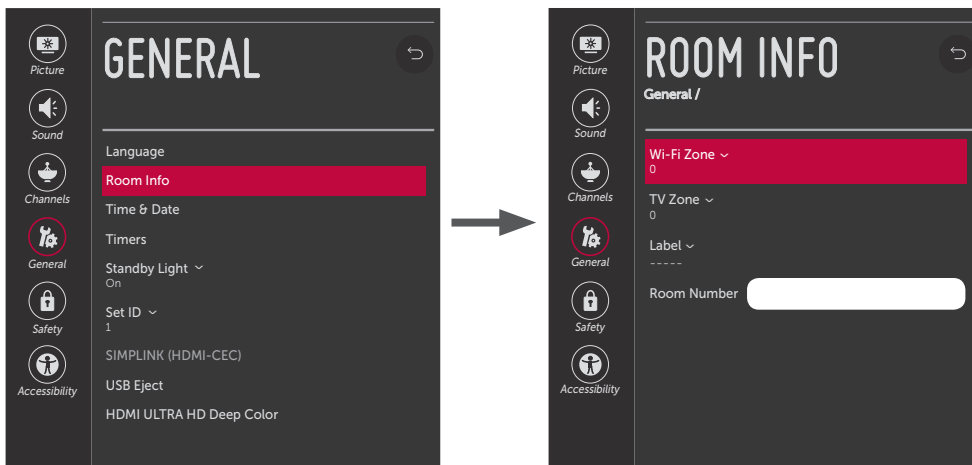 GENERAL
Picture
Sound
Channels
General
Safety
Accessibility
Language
Room Info
Time & Date
Timers
Standby Light
On
Set ID
1
SIMPLINK (HDMI-CEC)
USB Eject
HDMI ULTRA HD Deep Color
ROOM INFO
General /
Picture
Sound
Channels
General
Safety
Accessibility
Wi-Fi Zone
0
TV Zone
0
Label
-----
Room Number